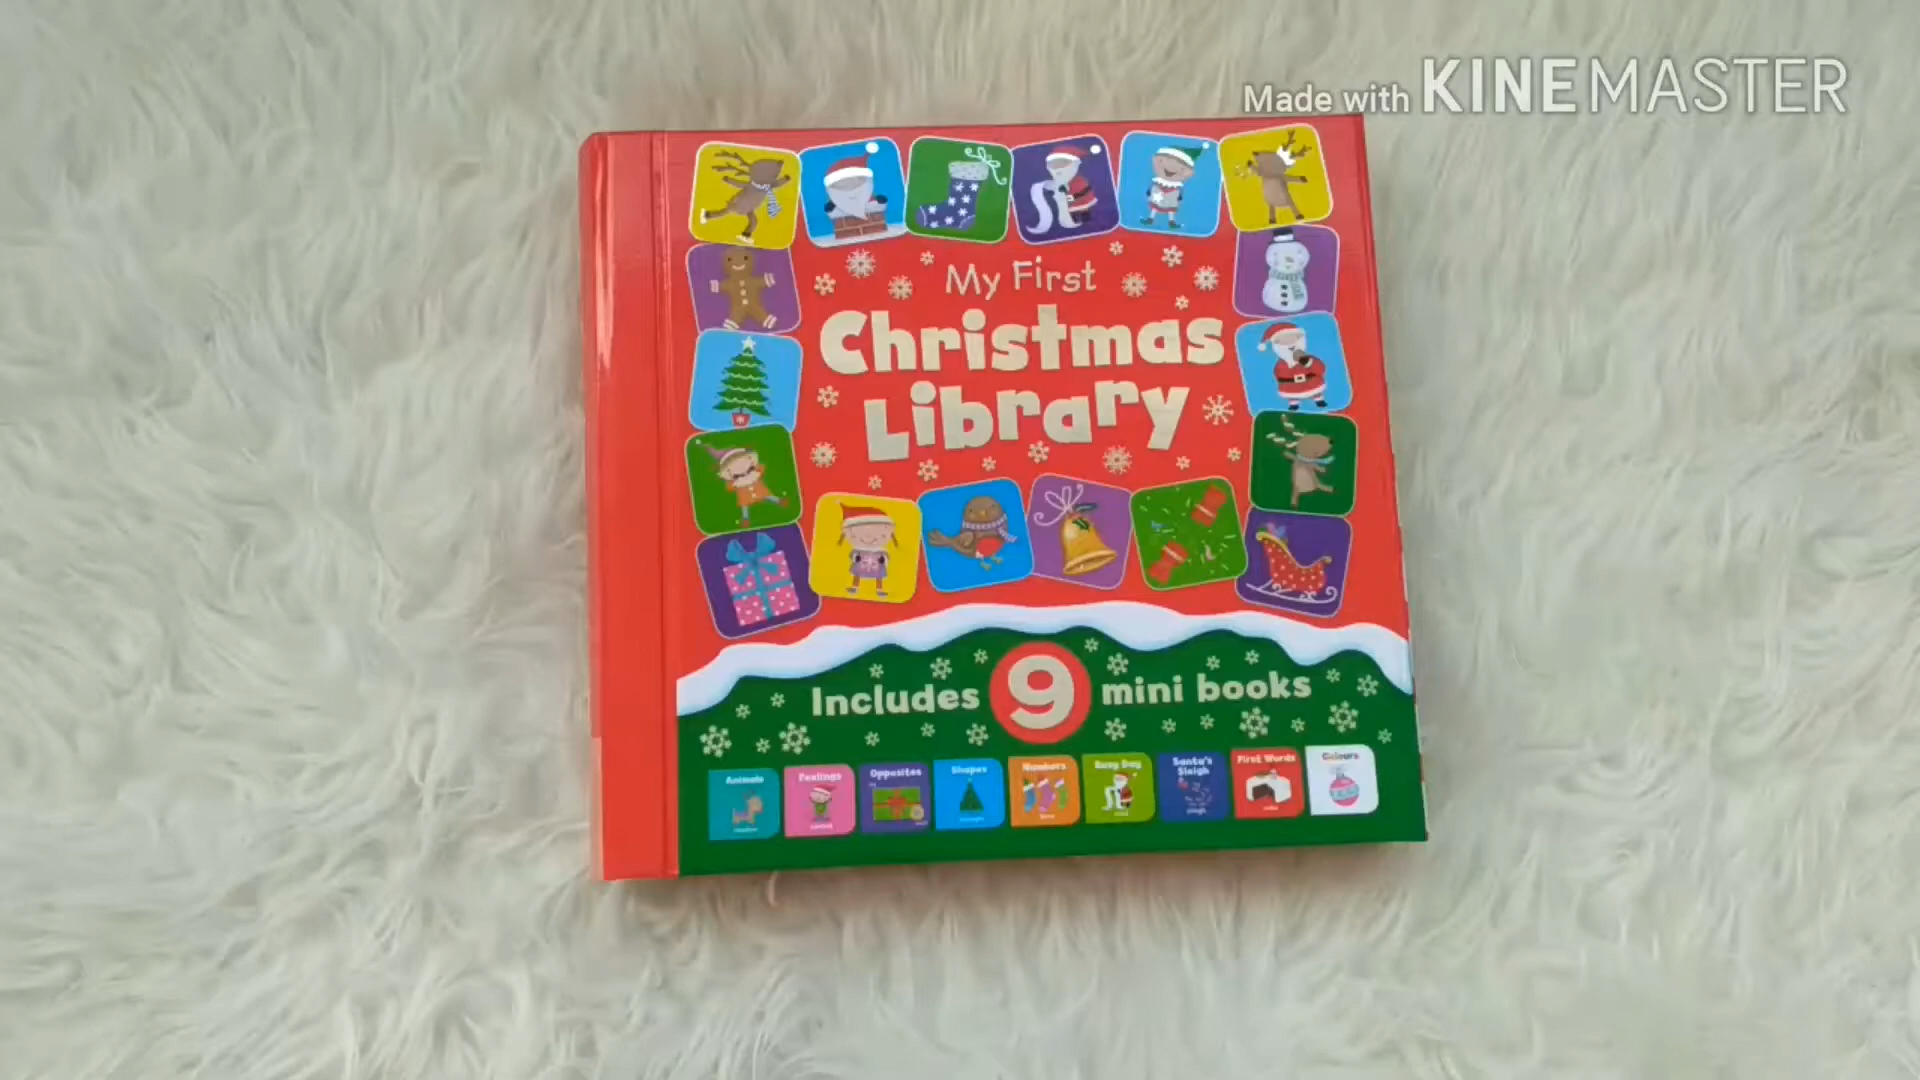 Made with KINEMASTER
My First
Christmas
Library
Includes 9 mini books
Animals
Feelings
Opposites
Shapes
Numbers
Busy Day
Santa's
Sleigh
First Words
Colours